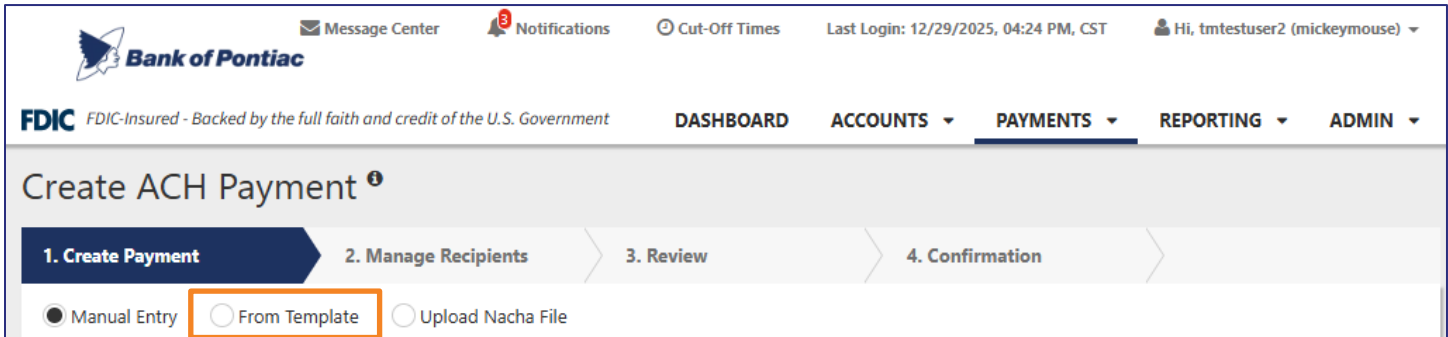 Message Center 3 Notifications Cut-Off Times Last Login: 12/29/2025, 04:24 PM, CST Hi, tmtestuser2 (mickeymouse)
Bank of Pontiac
FDIC FDIC-Insured - Backed by the full faith and credit of the U.S. Government DASHBOARD ACCOUNTS PAYMENTS REPORTING ADMIN
Create ACH Payment
1. Create Payment 2. Manage Recipients 3. Review 4. Confirmation
Manual Entry From Template Upload Nacha File